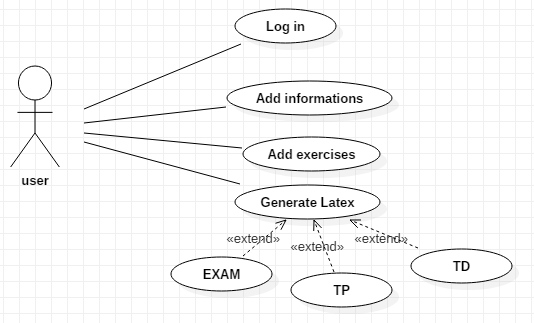 Log in
Add informations
Add exercises
user
Generate Latex
«extend»
«extend»
«extend»
EXAM
TP
TD